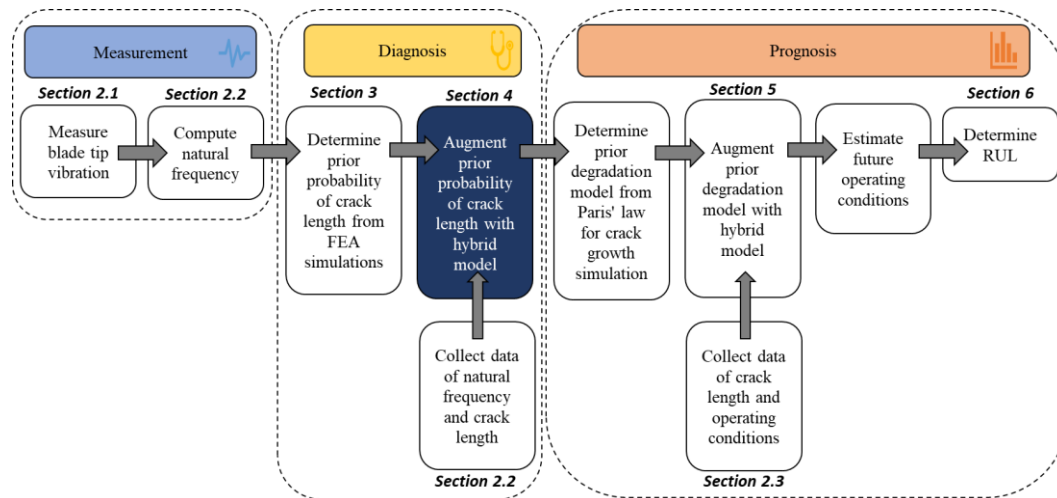 Measurement
Diagnosis
Prognosis
Section 2.1
Section 2.2
Section 3
Section 4
Section 5
Section 6
Measure
blade tip
vibration
Compute
natural
frequency
Determine
prior
probability
of crack
length from
FEA
simulations
Augment
prior
probability
of crack
length with
hybrid
model
Determine
prior
degradation
model from
Paris' law
for crack
growth
simulation
Augment
prior
degradation
model with
hybrid
model
Estimate
future
operating
conditions
Determine
RUL
Collect data
of natural
frequency
and crack
length
Section 2.2
Collect data
of crack
length and
operating
conditions
Section 2.3